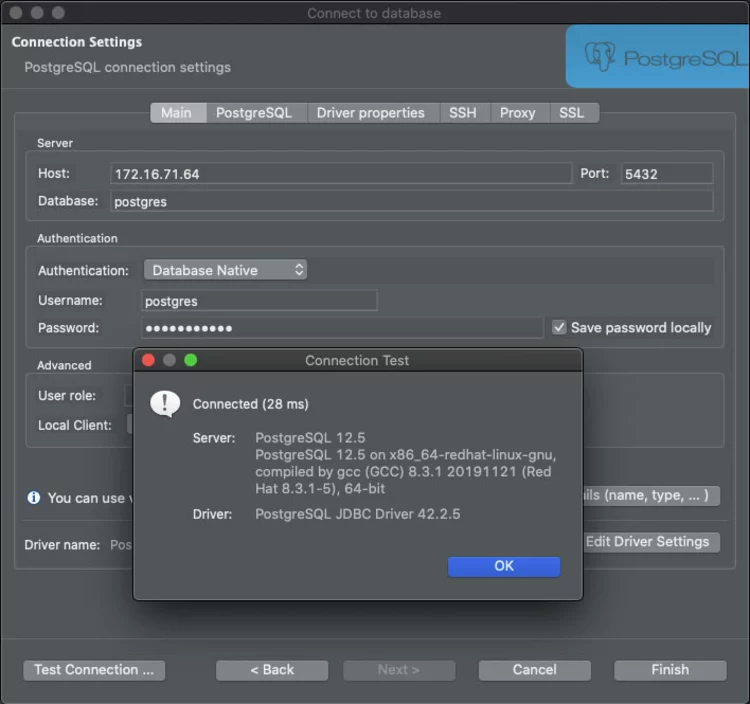 Connect to database
Connection Settings
PostgreSQL connection settings
PostgreSQL
Main PostgreSQL Driver properties SSH Proxy SSL
Server
Host: 172.16.71.64 Port: 5432
Database: postgres
Authentication
Authentication: Database Native
Username: postgres
Password: ●●●●●●●●●●● Save password locally
Advanced
User role:
Local Client:
You can use
(name, type, ... )
Driver name:
Edit Driver Settings
Connection Test
Connected (28 ms)
Server: PostgreSQL 12.5
PostgreSQL 12.5 on x86_64-redhat-linux-gnu,
compiled by gcc (GCC) 8.3.1 20191121 (Red
Hat 8.3.1-5), 64-bit
Driver: PostgreSQL JDBC Driver 42.2.5
OK
Test Connection ... < Back Next > Cancel Finish